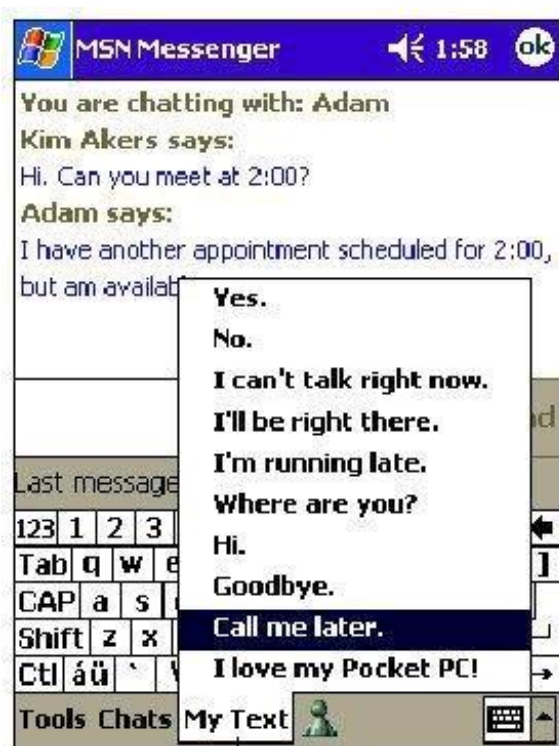 MSN Messenger 1:58 ok
You are chatting with: Adam
Kim Akers says:
Hi. Can you meet at 2:00?
Adam says:
I have another appointment scheduled for 2:00,
but am
Yes.
No.
I can't talk right now.
I'll be right there.
I'm running late.
Where are you?
Hi.
Goodbye.
Call me later.
I love my Pocket PC!
Last message
123 1 2 3
Tab q w ]
CAP a s
Shift z x
Ctl áü `
Tools Chats My Text